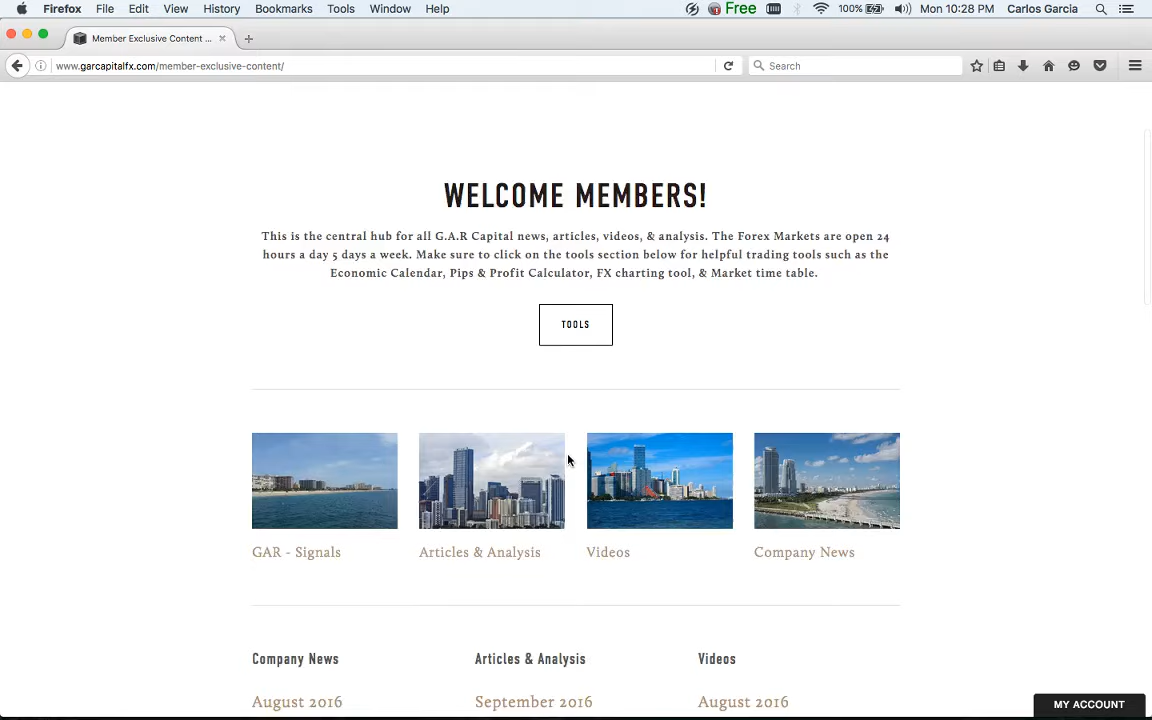 Firefox File Edit View History Bookmarks Tools Window Help Free 100% Mon 10:28 PM Carlos Garcia
Member Exclusive Content ...
www.garcapitalfx.com/member-exclusive-content/ Search
WELCOME MEMBERS!
This is the central hub for all G.A.R Capital news, articles, videos, & analysis. The Forex Markets are open 24
hours a day 5 days a week. Make sure to click on the tools section below for helpful trading tools such as the
Economic Calendar, Pips & Profit Calculator, FX charting tool, & Market time table.
TOOLS
GAR - Signals Articles & Analysis Videos Company News
Company News Articles & Analysis Videos
August 2016 September 2016 August 2016
MY ACCOUNT